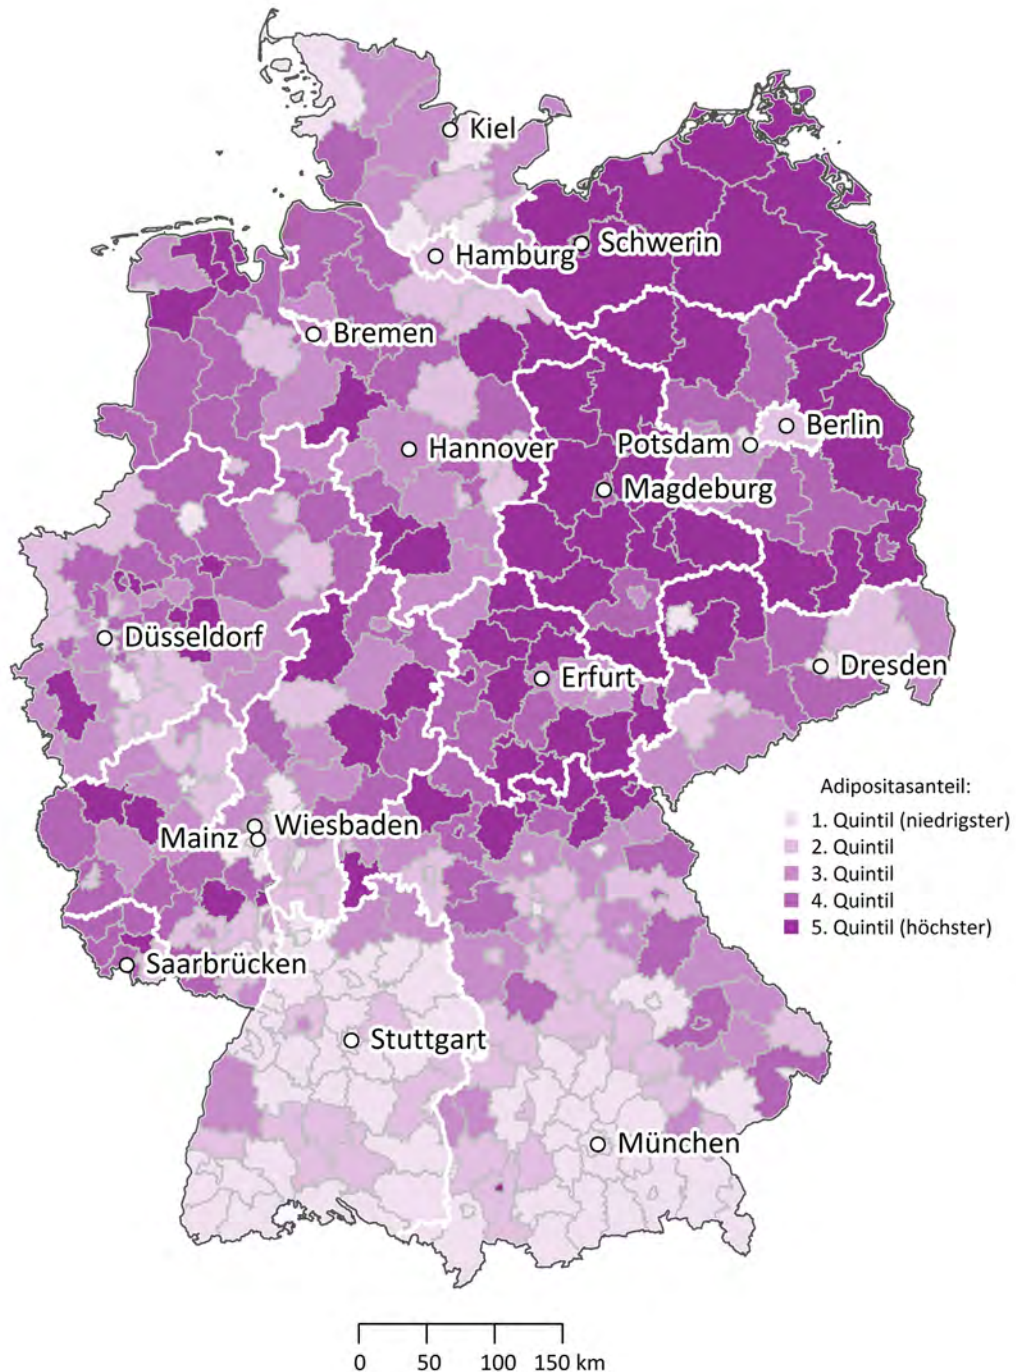 Kiel
Schwerin
Hamburg
Bremen
Berlin
Potsdam
Hannover
Magdeburg
Düsseldorf
Erfurt
Dresden
Adipositasanteil:
1. Quintil (niedrigster)
2. Quintil
3. Quintil
4. Quintil
5. Quintil (höchster)
Wiesbaden
Mainz
Saarbrücken
Stuttgart
München
0 50 100 150 km